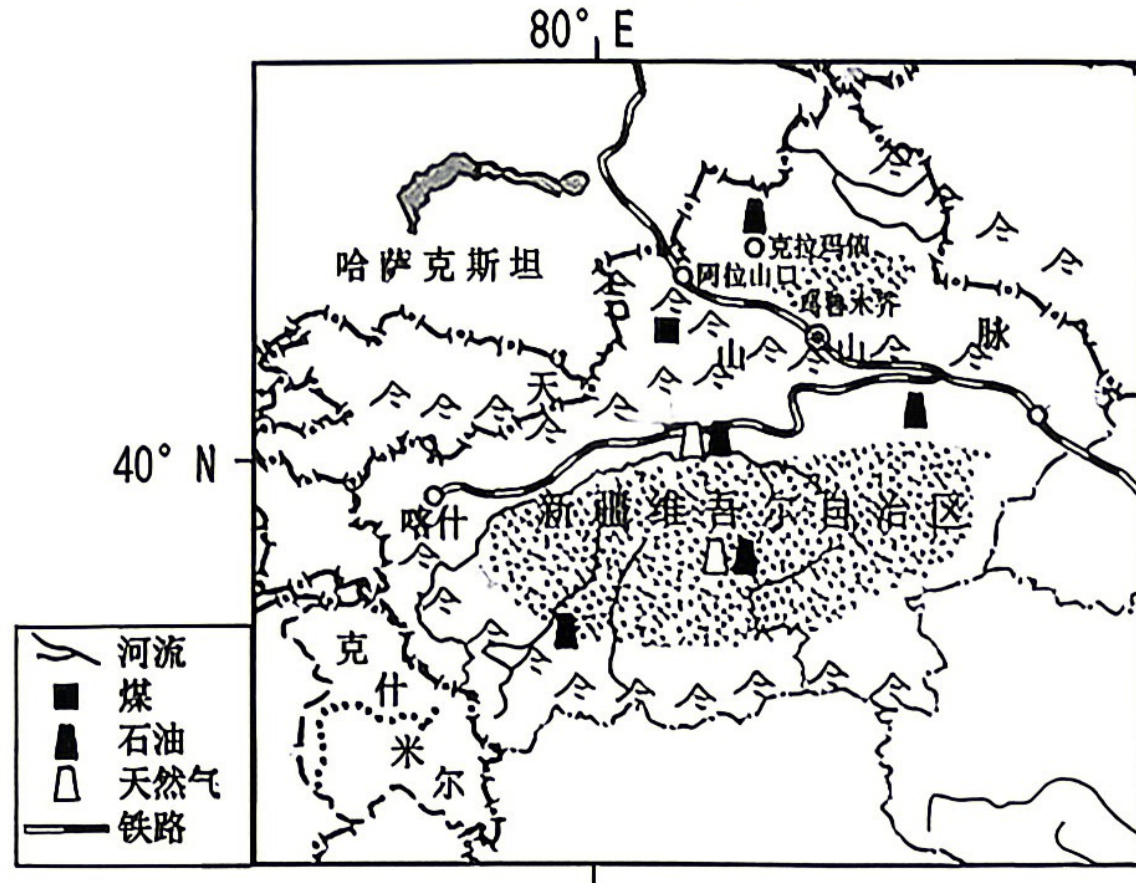 80° E
哈萨克斯坦
克拉玛依
阿拉山口
乌鲁木齐
天山山脉
40° N
喀什
新疆维吾尔自治区
克什米尔
河流
煤
石油
天然气
铁路